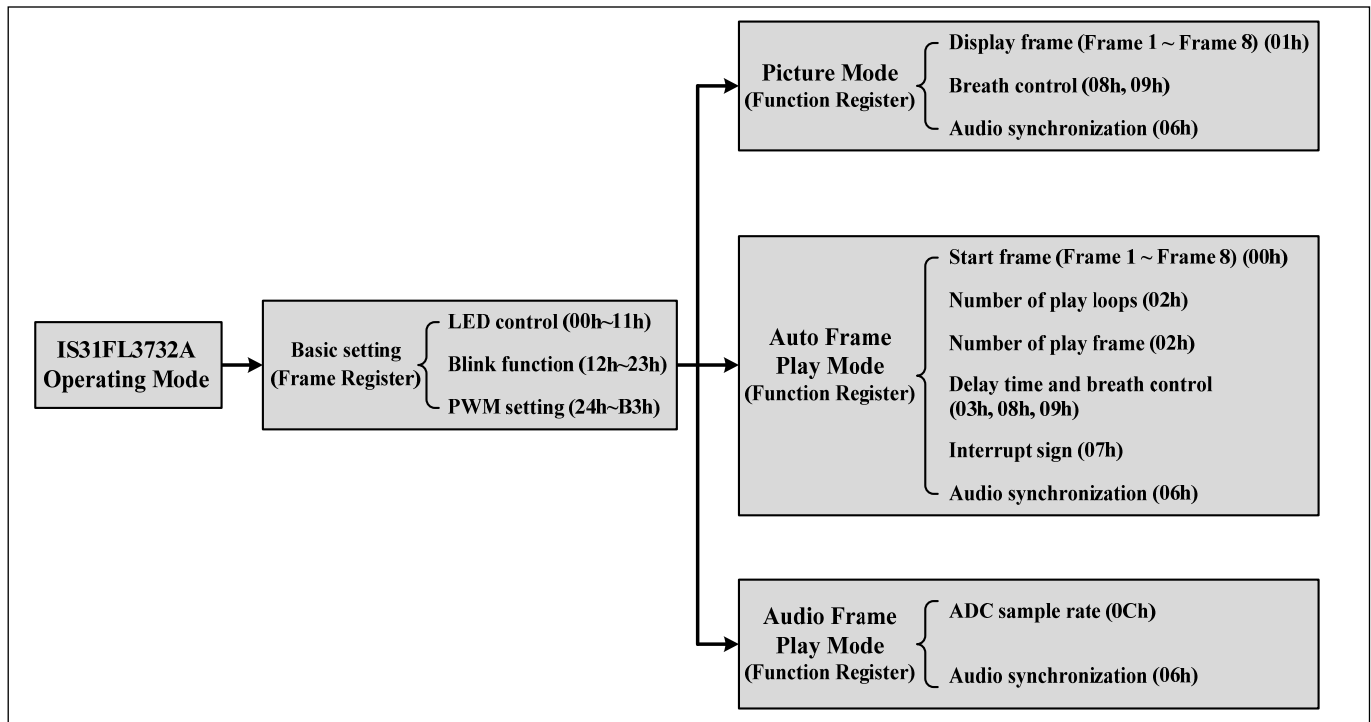 IS31FL3732A
Operating Mode
Basic setting
(Frame Register)
LED control (00h~11h)
Blink function (12h~23h)
PWM setting (24h~B3h)
Picture Mode
(Function Register)
Display frame (Frame 1 ~ Frame 8) (01h)
Breath control (08h, 09h)
Audio synchronization (06h)
Auto Frame
Play Mode
(Function Register)
Start frame (Frame 1 ~ Frame 8) (00h)
Number of play loops (02h)
Number of play frame (02h)
Delay time and breath control
(03h, 08h, 09h)
Interrupt sign (07h)
Audio synchronization (06h)
Audio Frame
Play Mode
(Function Register)
ADC sample rate (0Ch)
Audio synchronization (06h)